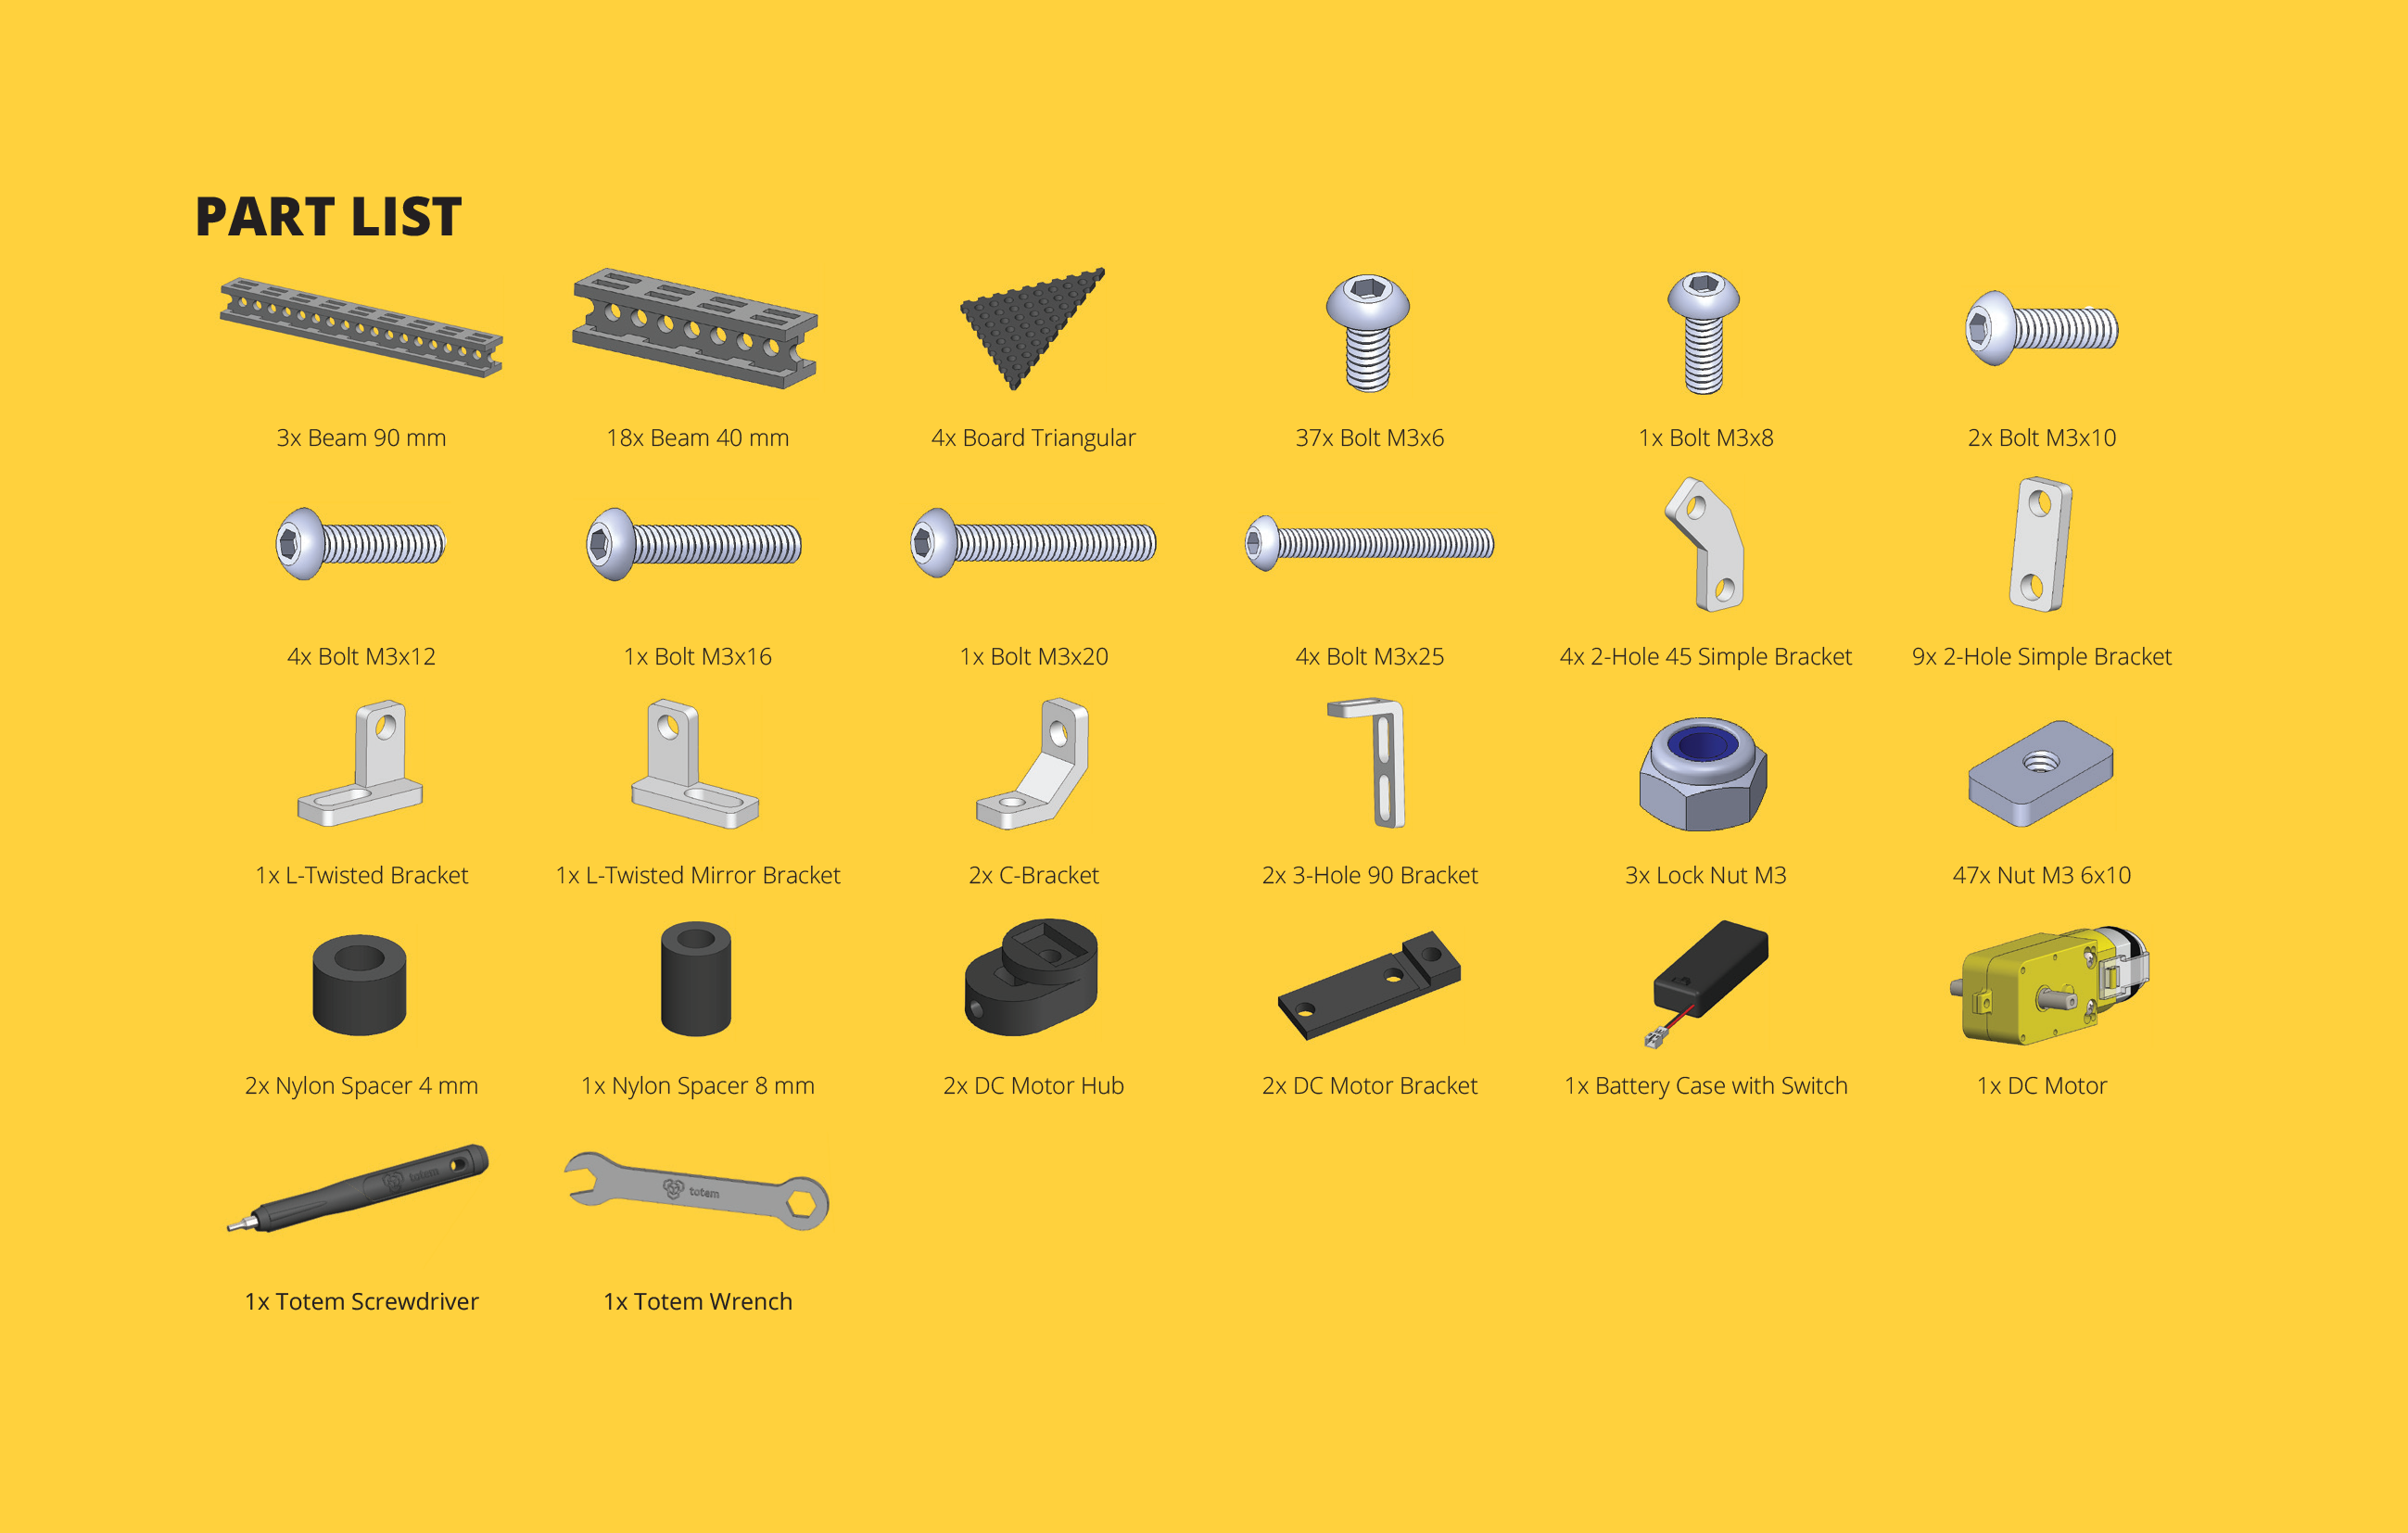 PART LIST
3x Beam 90 mm
18x Beam 40 mm
4x Board Triangular
37x Bolt M3x6
1x Bolt M3x8
2x Bolt M3x10
4x Bolt M3x12
1x Bolt M3x16
1x Bolt M3x20
4x Bolt M3x25
4x 2-Hole 45 Simple Bracket
9x 2-Hole Simple Bracket
1x L-Twisted Bracket
1x L-Twisted Mirror Bracket
2x C-Bracket
2x 3-Hole 90 Bracket
3x Lock Nut M3
47x Nut M3 6x10
2x Nylon Spacer 4 mm
1x Nylon Spacer 8 mm
2x DC Motor Hub
2x DC Motor Bracket
1x Battery Case with Switch
1x DC Motor
totem
totem
1x Totem Screwdriver
1x Totem Wrench